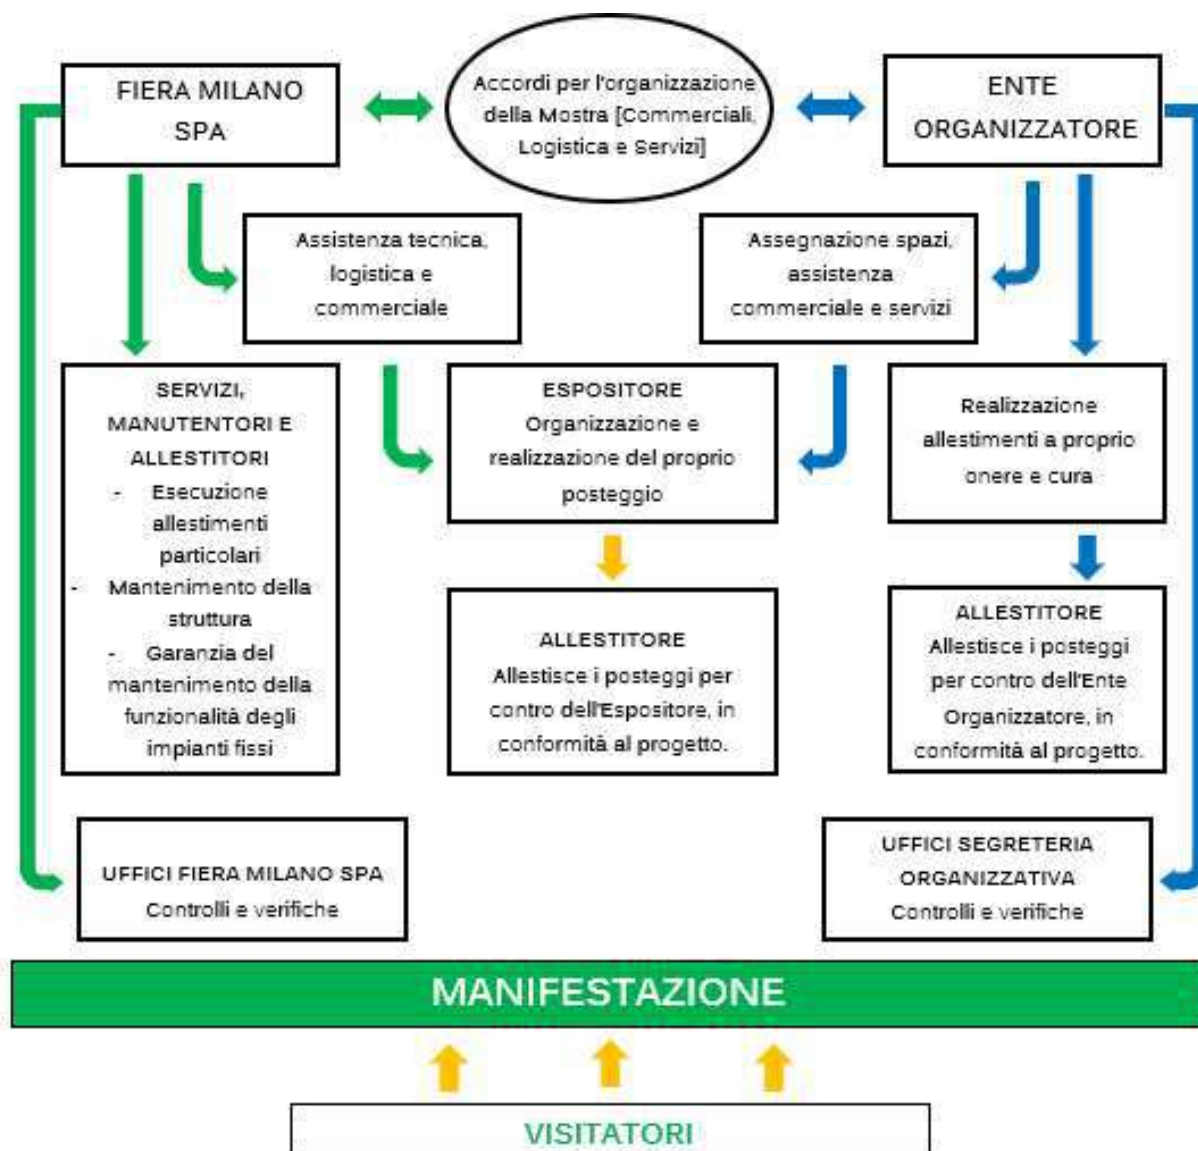 FIERA MILANO
SPA
Accordi per l'organizzazione
della Mostra [Commerciali,
Logistica e Servizi]
ENTE
ORGANIZZATORE
Assistenza tecnica,
logistica e
commerciale
Assegnazione spazi,
assistenza
commerciale e servizi
SERVIZI,
MANUTENTORI E
ALLESTITORI
- Esecuzione
allestimenti
particolari
- Mantenimento della
struttura
- Garanzia del
mantenimento della
funzionalità degli
impianti fissi
ESPOSITORE
Organizzazione e
realizzazione del proprio
posteggio
Realizzazione
allestimenti a proprio
onere e cura
ALLESTITORE
Allestisce i posteggi per
contro dell'Espositore, in
conformità al progetto.
ALLESTITORE
Allestisce i posteggi
per contro dell'Ente
Organizzatore, in
conformità al progetto.
UFFICI FIERA MILANO SPA
Controlli e verifiche
UFFICI SEGRETERIA
ORGANIZZATIVA
Controlli e verifiche
MANIFESTAZIONE
VISITATORI